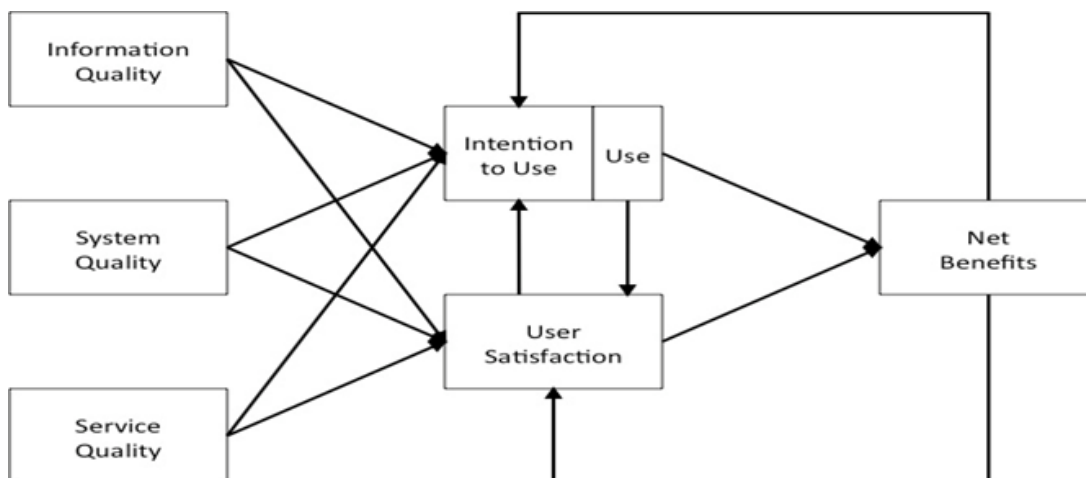 Information
Quality
Intention
to Use
Use
System
Quality
Net
Benefits
User
Satisfaction
Service
Quality